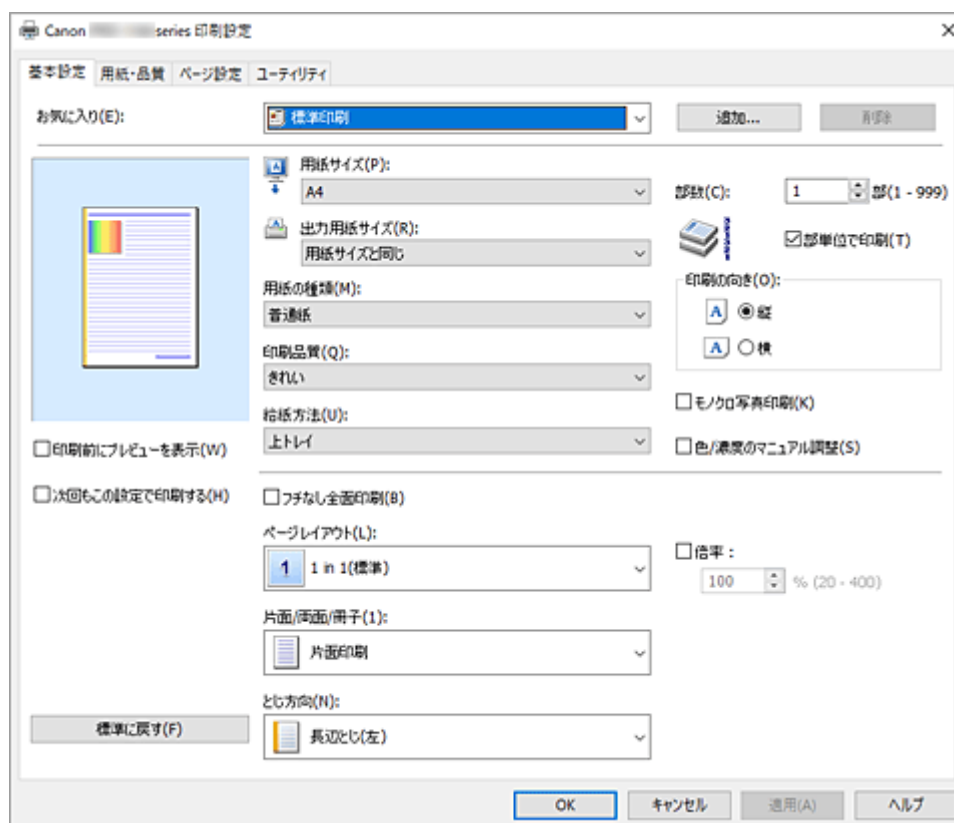 Canon series 印刷設定
基本設定 用紙・品質 ページ設定 ユーティリティ
お気に入り(E): 標準印刷 追加... 削除
用紙サイズ(P):
A4
部数(C): 1 部(1 - 999)
出力用紙サイズ(R):
用紙サイズと同じ
部単位で印刷(T)
用紙の種類(M):
普通紙
印刷の向き(O):
A 縦
A 横
印刷品質(Q):
きれい
給紙方法(U):
上トレイ
モノクロ写真印刷(K)
色/濃度のマニュアル調整(S)
印刷前にプレビューを表示(W)
次回もこの設定で印刷する(H)
フチなし全面印刷(B)
ページレイアウト(L):
1 1 in 1(標準)
倍率：
100 % (20 - 400)
片面/両面/冊子(1):
片面印刷
とじ方向(N):
長辺とじ(左)
標準に戻す(F)
OK キャンセル 適用(A) ヘルプ